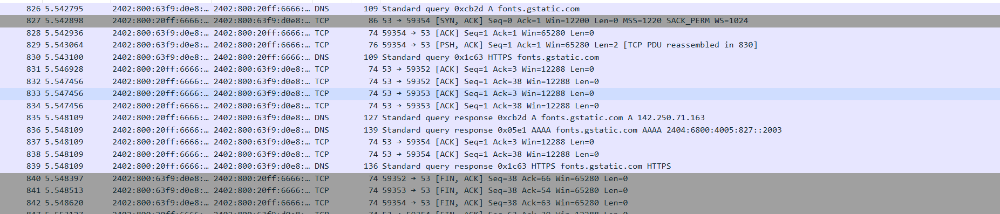 826 5.542795 2402:800:63f9:d0e8:… 2402:800:20ff:6666:… DNS 109 Standard query 0xcb2d A fonts.gstatic.com
827 5.542898 2402:800:20ff:6666:… 2402:800:63f9:d0e8:… TCP 86 53 → 59354 [SYN, ACK] Seq=0 Ack=1 Win=12200 Len=0 MSS=1220 SACK_PERM WS=1024
828 5.542936 2402:800:63f9:d0e8:… 2402:800:20ff:6666:… TCP 74 59354 → 53 [ACK] Seq=1 Ack=1 Win=65280 Len=0
829 5.543064 2402:800:63f9:d0e8:… 2402:800:20ff:6666:… TCP 76 59354 → 53 [PSH, ACK] Seq=1 Ack=1 Win=65280 Len=2 [TCP PDU reassembled in 830]
830 5.543100 2402:800:63f9:d0e8:… 2402:800:20ff:6666:… DNS 109 Standard query 0x1c63 HTTPS fonts.gstatic.com
831 5.546928 2402:800:20ff:6666:… 2402:800:63f9:d0e8:… TCP 74 53 → 59352 [ACK] Seq=1 Ack=3 Win=12288 Len=0
832 5.547456 2402:800:20ff:6666:… 2402:800:63f9:d0e8:… TCP 74 53 → 59352 [ACK] Seq=1 Ack=38 Win=12288 Len=0
833 5.547456 2402:800:20ff:6666:… 2402:800:63f9:d0e8:… TCP 74 53 → 59353 [ACK] Seq=1 Ack=3 Win=12288 Len=0
834 5.547456 2402:800:20ff:6666:… 2402:800:63f9:d0e8:… TCP 74 53 → 59353 [ACK] Seq=1 Ack=38 Win=12288 Len=0
835 5.548109 2402:800:20ff:6666:… 2402:800:63f9:d0e8:… DNS 127 Standard query response 0xcb2d A fonts.gstatic.com A 142.250.71.163
836 5.548109 2402:800:20ff:6666:… 2402:800:63f9:d0e8:… DNS 139 Standard query response 0x05e1 AAAA fonts.gstatic.com AAAA 2404:6800:4005:827::2003
837 5.548109 2402:800:20ff:6666:… 2402:800:63f9:d0e8:… TCP 74 53 → 59354 [ACK] Seq=1 Ack=3 Win=12288 Len=0
838 5.548109 2402:800:20ff:6666:… 2402:800:63f9:d0e8:… TCP 74 53 → 59354 [ACK] Seq=1 Ack=38 Win=12288 Len=0
839 5.548109 2402:800:20ff:6666:… 2402:800:63f9:d0e8:… DNS 136 Standard query response 0x1c63 HTTPS fonts.gstatic.com HTTPS
840 5.548397 2402:800:63f9:d0e8:… 2402:800:20ff:6666:… TCP 74 59352 → 53 [FIN, ACK] Seq=38 Ack=66 Win=65280 Len=0
841 5.548513 2402:800:63f9:d0e8:… 2402:800:20ff:6666:… TCP 74 59353 → 53 [FIN, ACK] Seq=38 Ack=54 Win=65280 Len=0
842 5.548620 2402:800:63f9:d0e8:… 2402:800:20ff:6666:… TCP 74 59354 → 53 [FIN, ACK] Seq=38 Ack=63 Win=65280 Len=0